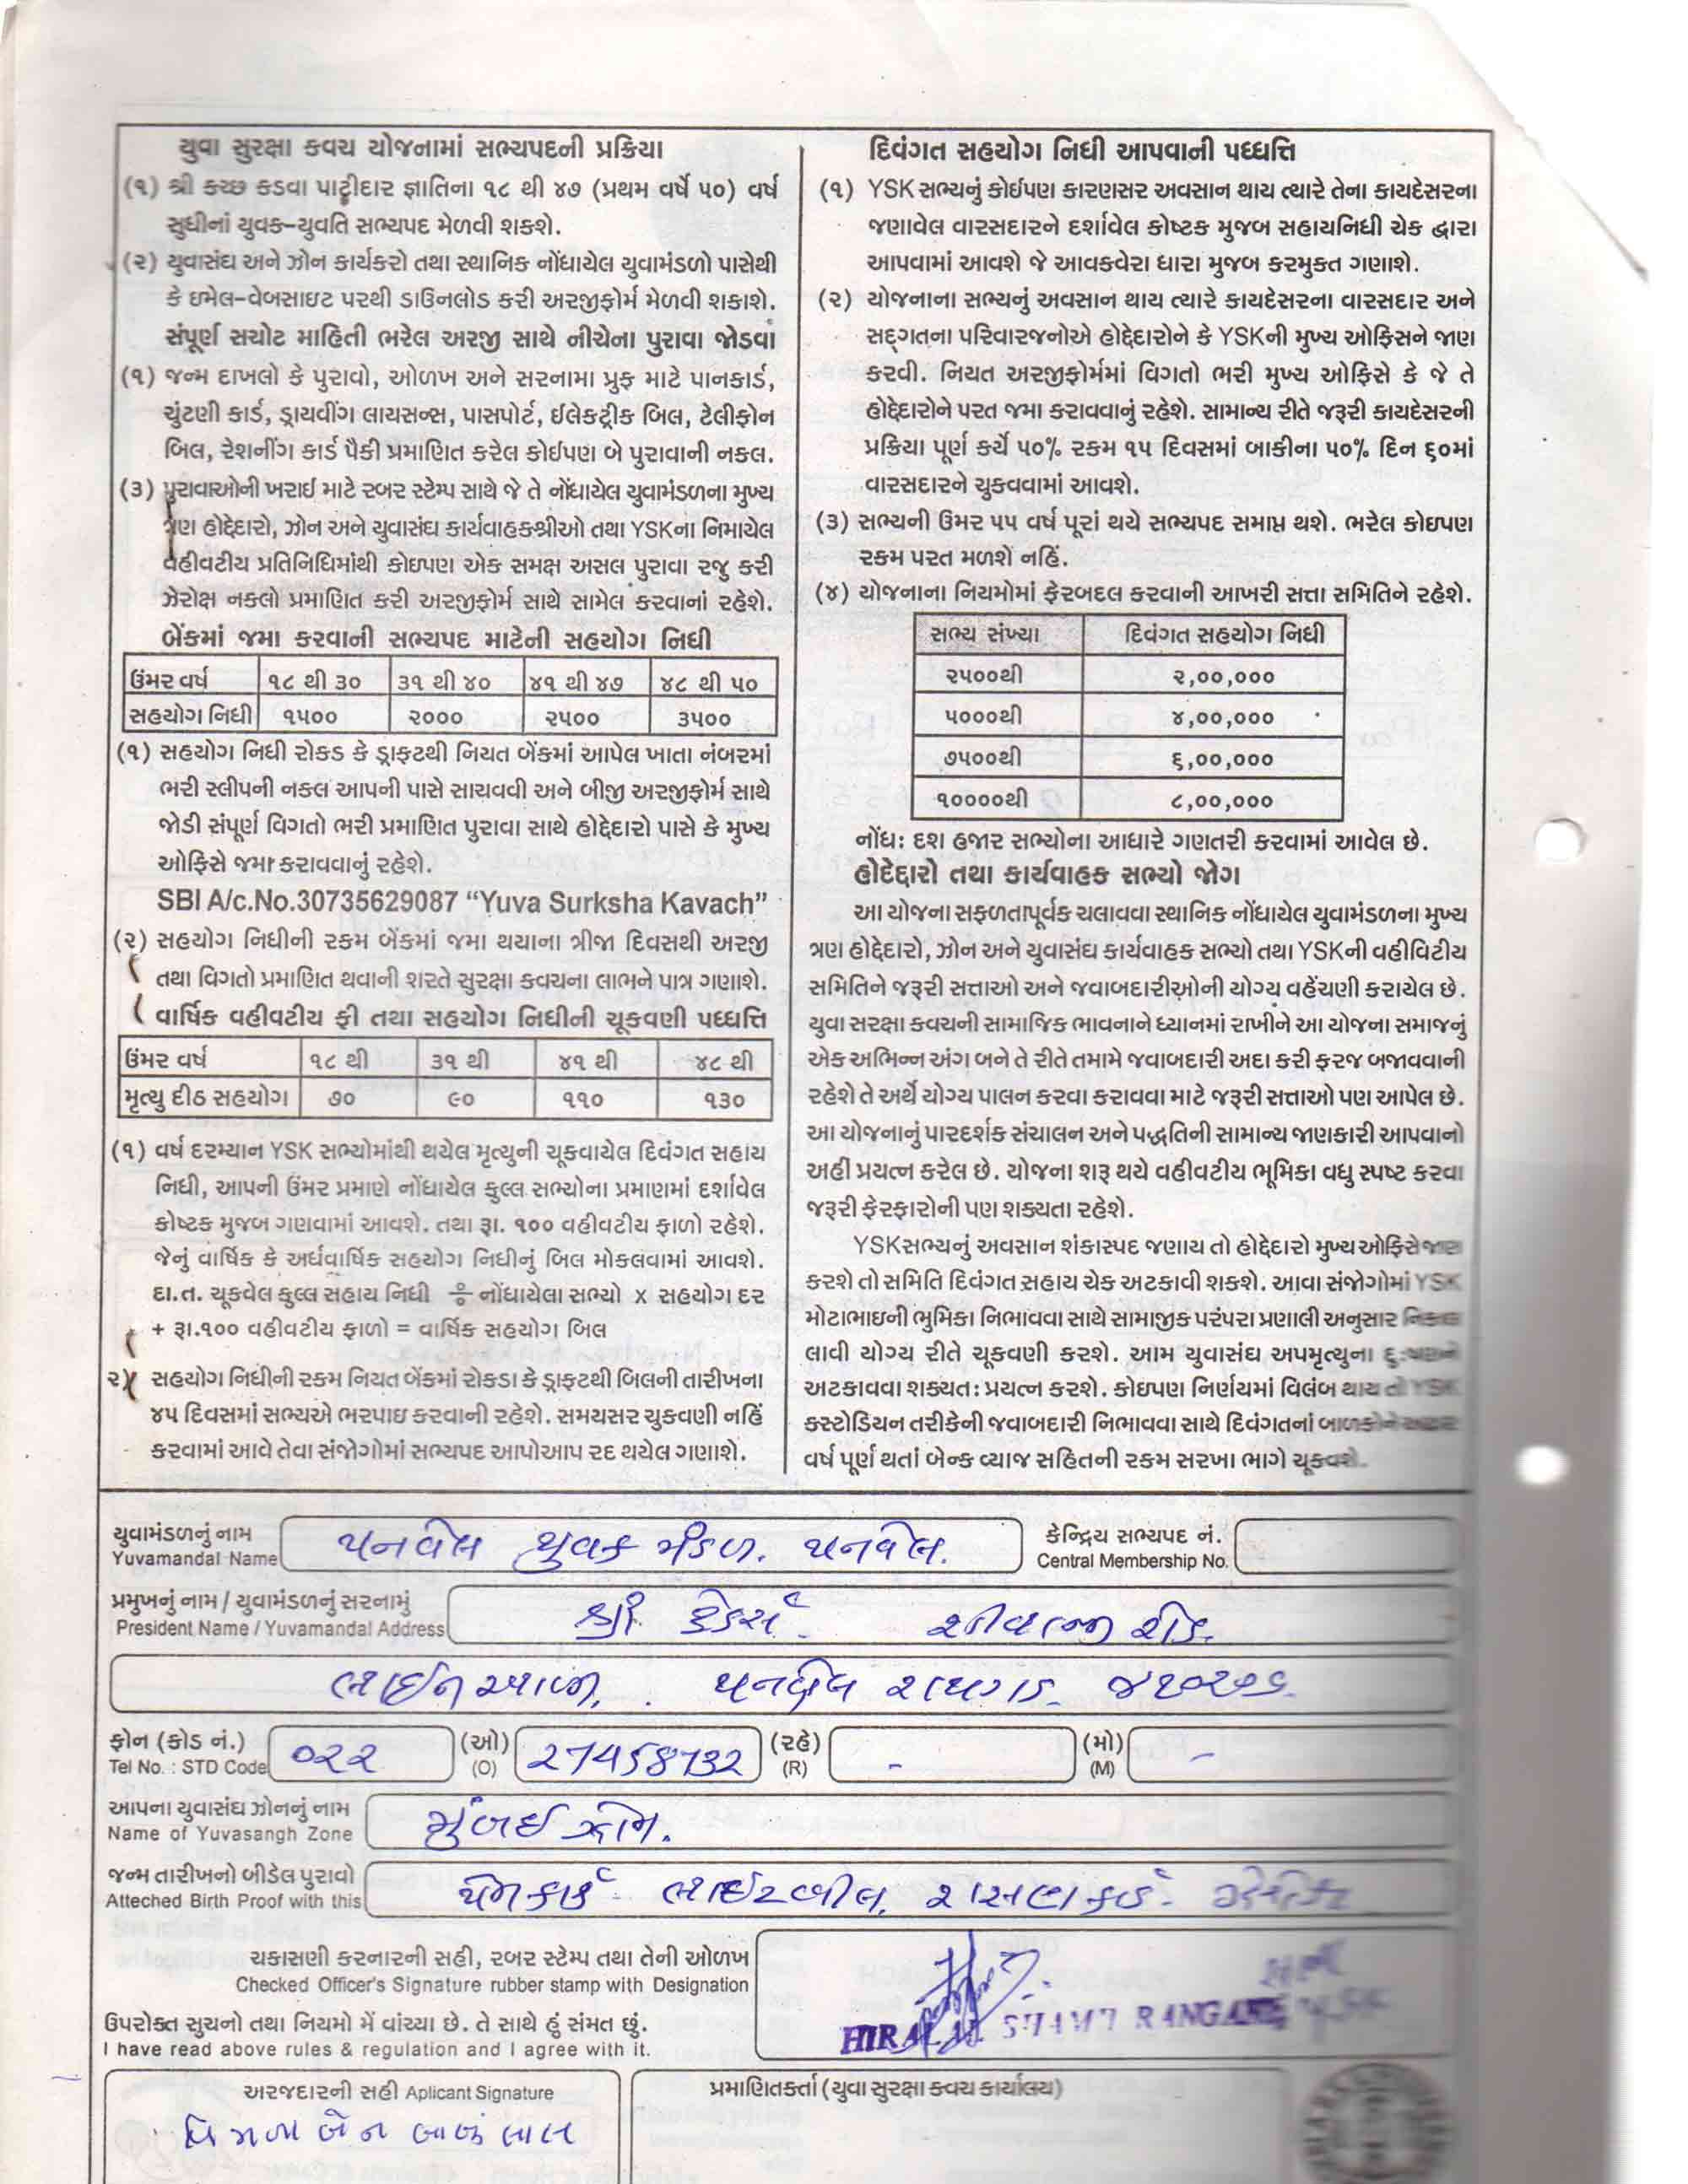 યુવા સુરક્ષા કવચ યોજનામાં સભ્યપદની પ્રક્રિયા
(૧) શ્રી કચ્છ કડવા પાટીદાર જ્ઞાતિના ૧૮ થી ૪૭ (પ્રથમ વર્ષે ૫૦) વર્ષ
સુધીનાં યુવક-યુવતિ સભ્યપદ મેળવી શકશે.
(૨) યુવાસંઘ અને ઝોન કાર્યકરો તથા સ્થાનિક નોંધાયેલ યુવામંડળો પાસેથી
કે ઇમેલ-વેબસાઇટ પરથી ડાઉનલોડ કરી અરજીફોર્મ મેળવી શકાશે.
સંપૂર્ણ સચોટ માહિતી ભરેલ અરજી સાથે નીચેના પુરાવા જોડવાં
(૧) જન્મ દાખલો કે પુરાવો, ઓળખ અને સરનામા પ્રુફ માટે પાનકાર્ડ,
ચુંટણી કાર્ડ, ડ્રાયવીંગ લાયસન્સ, પાસપોર્ટ, ઈલેકટ્રીક બિલ, ટેલીફોન
બિલ, રેશનીંગ કાર્ડ પૈકી પ્રમાણિત કરેલ કોઈપણ બે પુરાવાની નકલ.
(૩) પુરાવાઓની ખરાઈ માટે રબર સ્ટેમ્પ સાથે જે તે નોંધાયેલ યુવામંડળના મુખ્ય
ત્રણ હોદ્દેદારો, ઝોન અને યુવાસંઘ કાર્યવાહકશ્રીઓ તથા YSKના નિમાયેલ
વહીવટીય પ્રતિનિધિમાંથી કોઇપણ એક સમક્ષ અસલ પુરાવા રજુ કરી
ઝેરોક્ષ નકલો પ્રમાણિત કરી અરજીફોર્મ સાથે સામેલ કરવાનાં રહેશે.
બેંકમાં જમા કરવાની સભ્યપદ માટેની સહયોગ નિધી
ઉંમર વર્ષ ૧૮ થી ૩૦ ૩૧ થી ૪૦ ૪૧ થી ૪૭ ૪૮ થી ૫૦
સહયોગ નિધી ૧૫૦૦ ૨૦૦૦ ૨૫૦૦ ૩૫૦૦
(૧) સહયોગ નિધી રોકડ કે ડ્રાફટથી નિયત બેંકમાં આપેલ ખાતા નંબરમાં
ભરી સ્લીપની નકલ આપની પાસે સાચવવી અને બીજી અરજીફોર્મ સાથે
જોડી સંપૂર્ણ વિગતો ભરી પ્રમાણિત પુરાવા સાથે હોદ્દેદારો પાસે કે મુખ્ય
ઓફિસે જમા કરાવવાનું રહેશે.
SBI A/c.No.30735629087 “Yuva Surksha Kavach”
(૨) સહયોગ નિધીની રકમ બેંકમાં જમા થયાના ત્રીજા દિવસથી અરજી
તથા વિગતો પ્રમાણિત થવાની શરતે સુરક્ષા કવચના લાભને પાત્ર ગણાશે.
વાર્ષિક વહીવટીય ફી તથા સહયોગ નિધીની ચૂકવણી પધ્ધત્તિ
ઉંમર વર્ષ ૧૮ થી ૩૧ થી ૪૧ થી ૪૮ થી
મૃત્યુ દીઠ સહયોગ ૭૦ ૯૦ ૧૧૦ ૧૩૦
(૧) વર્ષ દરમ્યાન YSK સભ્યોમાંથી થયેલ મૃત્યુની ચૂકવાયેલ દિવંગત સહાય
નિધી, આપની ઉંમર પ્રમાણે નોંધાયેલ કુલ્લ સભ્યોના પ્રમાણમાં દર્શાવેલ
કોષ્ટક મુજબ ગણવામાં આવશે. તથા રૂા. ૧૦૦ વહીવટીય ફાળો રહેશે.
જેનું વાર્ષિક કે અર્ધવાર્ષિક સહયોગ નિધીનું બિલ મોકલવામાં આવશે.
દા.ત. ચૂકવેલ કુલ્લ સહાય નિધી ÷ નોંધાયેલા સભ્યો x સહયોગ દર
+ રૂા.૧૦૦ વહીવટીય ફાળો = વાર્ષિક સહયોગ બિલ
૨) સહયોગ નિધીની રકમ નિયત બેંકમાં રોકડા કે ડ્રાફટથી બિલની તારીખના
૪૫ દિવસમાં સભ્યએ ભરપાઇ કરવાની રહેશે. સમયસર ચુકવણી નહિં
કરવામાં આવે તેવા સંજોગોમાં સભ્યપદ આપોઆપ રદ થયેલ ગણાશે.
દિવંગત સહયોગ નિધી આપવાની પધ્ધત્તિ
(૧) YSK સભ્યનું કોઈપણ કારણસર અવસાન થાય ત્યારે તેના કાયદેસરના
જણાવેલ વારસદારને દર્શાવેલ કોષ્ટક મુજબ સહાયનિધી ચેક દ્વારા
આપવામાં આવશે જે આવકવેરા ધારા મુજબ કરમુકત ગણાશે.
(૨) યોજનાના સભ્યનું અવસાન થાય ત્યારે કાયદેસરના વારસદાર અને
સદ્ગતના પરિવારજનોએ હોદ્દેદારોને કે YSKની મુખ્ય ઓફિસને જાણ
કરવી. નિયત અરજીફોર્મમાં વિગતો ભરી મુખ્ય ઓફિસે કે જે તે
હોદ્દેદારોને પરત જમા કરાવવાનું રહેશે. સામાન્ય રીતે જરૂરી કાયદેસરની
પ્રક્રિયા પૂર્ણ કર્યે ૫૦% રકમ ૧૫ દિવસમાં બાકીના ૫૦% દિન ૬૦માં
વારસદારને ચુકવવામાં આવશે.
(૩) સભ્યની ઉંમર ૫૫ વર્ષ પૂરાં થયે સભ્યપદ સમાપ્ત થશે. ભરેલ કોઇપણ
રકમ પરત મળશે નહિં.
(૪) યોજનાના નિયમોમાં ફેરબદલ કરવાની આખરી સત્તા સમિતિને રહેશે.
સભ્ય સંખ્યા દિવંગત સહયોગ નિધી
૨૫૦૦થી ૨,૦૦,૦૦૦
૫૦૦૦થી ૪,૦૦,૦૦૦
૭૫૦૦થી ૬,૦૦,૦૦૦
૧૦૦૦૦થી ૮,૦૦,૦૦૦
નોંધ: દશ હજાર સભ્યોના આધારે ગણતરી કરવામાં આવેલ છે.
હોદેદ્દારો તથા કાર્યવાહક સભ્યો જોગ
આ યોજના સફળતાપૂર્વક ચલાવવા સ્થાનિક નોંધાયેલ યુવામંડળના મુખ્ય
ત્રણ હોદ્દેદારો, ઝોન અને યુવાસંઘ કાર્યવાહક સભ્યો તથા YSKની વહીવિટીય
સમિતિને જરૂરી સત્તાઓ અને જવાબદારીઓની યોગ્ય વહેંચણી કરાયેલ છે.
યુવા સરક્ષા કવચની સામાજિક ભાવનાને ધ્યાનમાં રાખીને આ યોજના સમાજનું
એક અભિન્ન અંગ બને તે રીતે તમામે જવાબદારી અદા કરી ફરજ બજાવવાની
રહેશે તે અર્થે યોગ્ય પાલન કરવા કરાવવા માટે જરૂરી સત્તાઓ પણ આપેલ છે.
આ યોજનાનું પારદર્શક સંચાલન અને પદ્ધતિની સામાન્ય જાણકારી આપવાનો
અહીં પ્રયત્ન કરેલ છે. યોજના શરૂ થયે વહીવટીય ભૂમિકા વધુ સ્પષ્ટ કરવા
જરૂરી ફેરફારોની પણ શક્યતા રહેશે.
YSKસભ્યનું અવસાન શંકાસ્પદ જણાય તો હોદ્દેદારો મુખ્ય ઓફિસે જાણ
કરશે તો સમિતિ દિવંગત સહાય ચેક અટકાવી શકશે. આવા સંજોગોમાં YSK
મોટાભાઇની ભુમિકા નિભાવવા સાથે સામાજીક પરંપરા પ્રણાલી અનુસાર નિકાલ
લાવી યોગ્ય રીતે ચૂકવણી કરશે. આમ યુવાસંઘ અપમૃત્યુના
અટકાવવા શક્યત: પ્રયત્ન કરશે. કોઇપણ નિર્ણયમાં વિલંબ થાય તો YSK
કસ્ટોડિયન તરીકેની જવાબદારી નિભાવવા સાથે દિવંગતનાં બાળકોને અઢાર
વર્ષ પૂર્ણ થતાં બેન્ક વ્યાજ સહિતની રકમ સરખા ભાગે ચૂકવશે.
યુવામંડળનું નામ પનવેલ યુવક મંડળ. પનવેલ. કેન્દ્રિય સભ્યપદ નં.
Yuvamandal Name Central Membership No.
પ્રમુખનું નામ / યુવામંડળનું સરનામું શ્રી રોડ.
President Name / Yuvamandal Address
લાઈન આળી, પનવેલ રાયગડ. ૪૧૦૨૦૬.
ફોન (કોડ નં.) ૦૨૨ (ઓ) 27458732 (રહે) - (મો) -
Tel No. : STD Code (O) (R) (M)
આપના યુવાસંઘ ઝોનનું નામ મુંબઈ ઝોન.
Name of Yuvasangh Zone
જન્મ તારીખનો બીડેલ પુરાવો લાઈટબીલ,
Atteched Birth Proof with this
ચકાસણી કરનારની સહી, રબર સ્ટેમ્પ તથા તેની ઓળખ
Checked Officer's Signature rubber stamp with Designation
HIRALAL SHAMJI RANGANI
ઉપરોક્ત સુચનો તથા નિયમો મેં વાંચ્યા છે. તે સાથે હું સંમત છું.
I have read above rules & regulation and I agree with it.
અરજદારની સહી Aplicant Signature
વિમળાબેન બાબુલાલ
પ્રમાણિતકર્તા (યુવા સુરક્ષા કવચ કાર્યાલય)